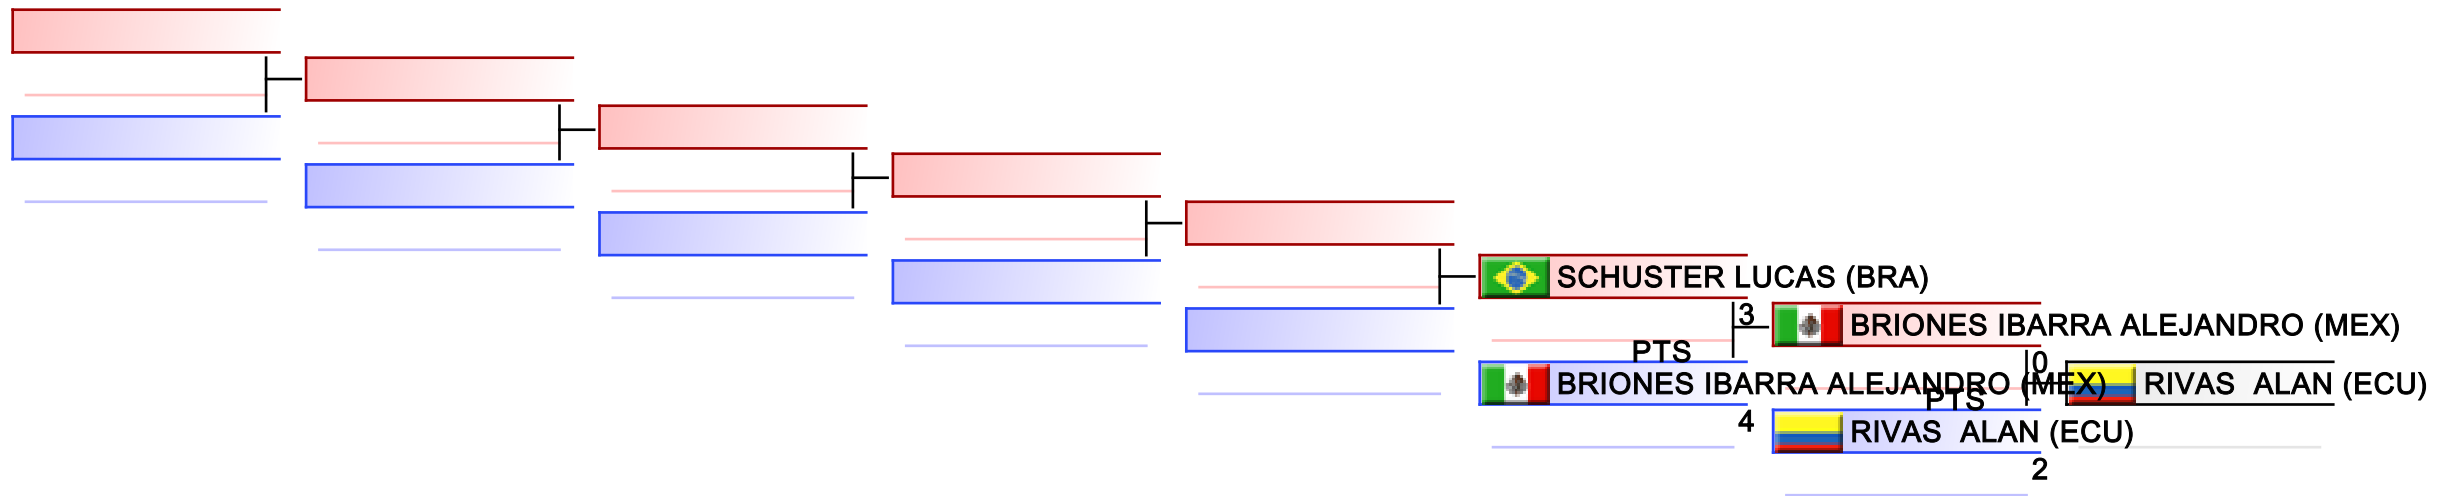 SCHUSTER LUCAS (BRA)
3
PTS
BRIONES IBARRA ALEJANDRO (MEX)
4
BRIONES IBARRA ALEJANDRO (MEX)
0
PTS
RIVAS  ALAN (ECU)
2
RIVAS  ALAN (ECU)